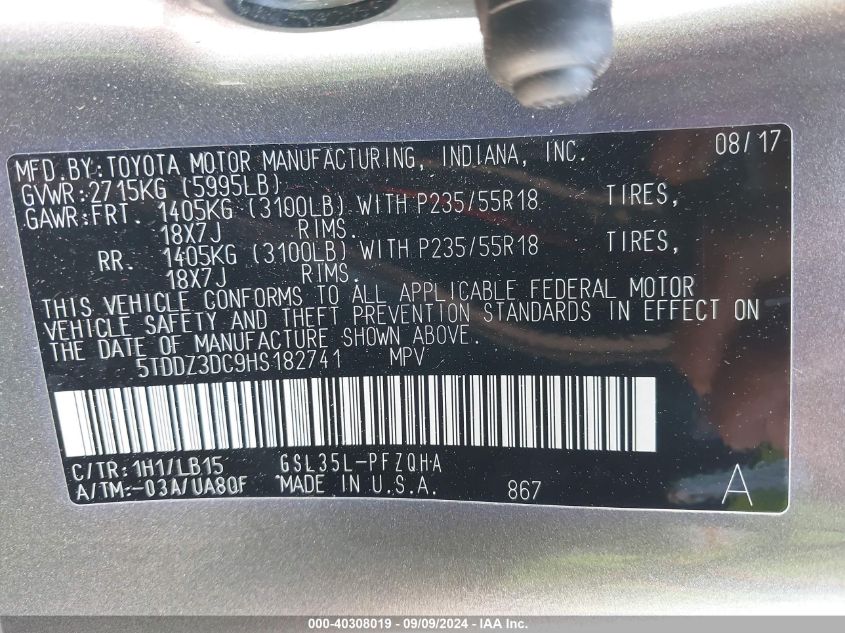 MFD.BY:TOYOTA MOTOR MANUFACTURING, INDIANA, INC. 08/17
GVWR:2715KG (5995LB)
GAWR:FRT. 1405KG (3100LB) WITH P235/55R18 TIRES,
18X7J RIMS.
RR. 1405KG (3100LB) WITH P235/55R18 TIRES,
18X7J RIMS.
THIS VEHICLE CONFORMS TO ALL APPLICABLE FEDERAL MOTOR
VEHICLE SAFETY AND THEFT PREVENTION STANDARDS IN EFFECT ON
THE DATE OF MANUFACTURE SHOWN ABOVE.
5TDDZ3DC9HS182741 MPV
C/TR:1H1/LB15 GSL35L-PFZQHA
A/TM:-03A/UA80F MADE IN U.S.A. 867 A
000-40308019 - 09/09/2024 - IAA Inc.